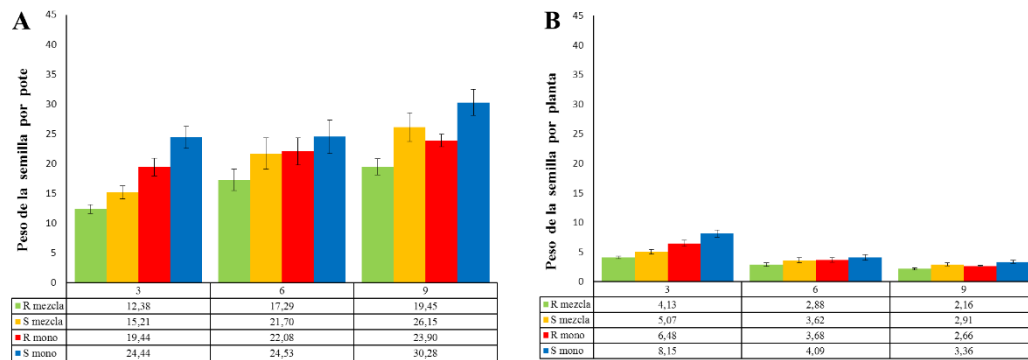 A
Peso de la semilla por pote
45
40
35
30
25
20
15
10
5
0
3 6 9
R mezcla 12,38 17,29 19,45
S mezcla 15,21 21,70 26,15
R mono 19,44 22,08 23,90
S mono 24,44 24,53 30,28
B
Peso de la semilla por planta
45
40
35
30
25
20
15
10
5
0
3 6 9
R mezcla 4,13 2,88 2,16
S mezcla 5,07 3,62 2,91
R mono 6,48 3,68 2,66
S mono 8,15 4,09 3,36